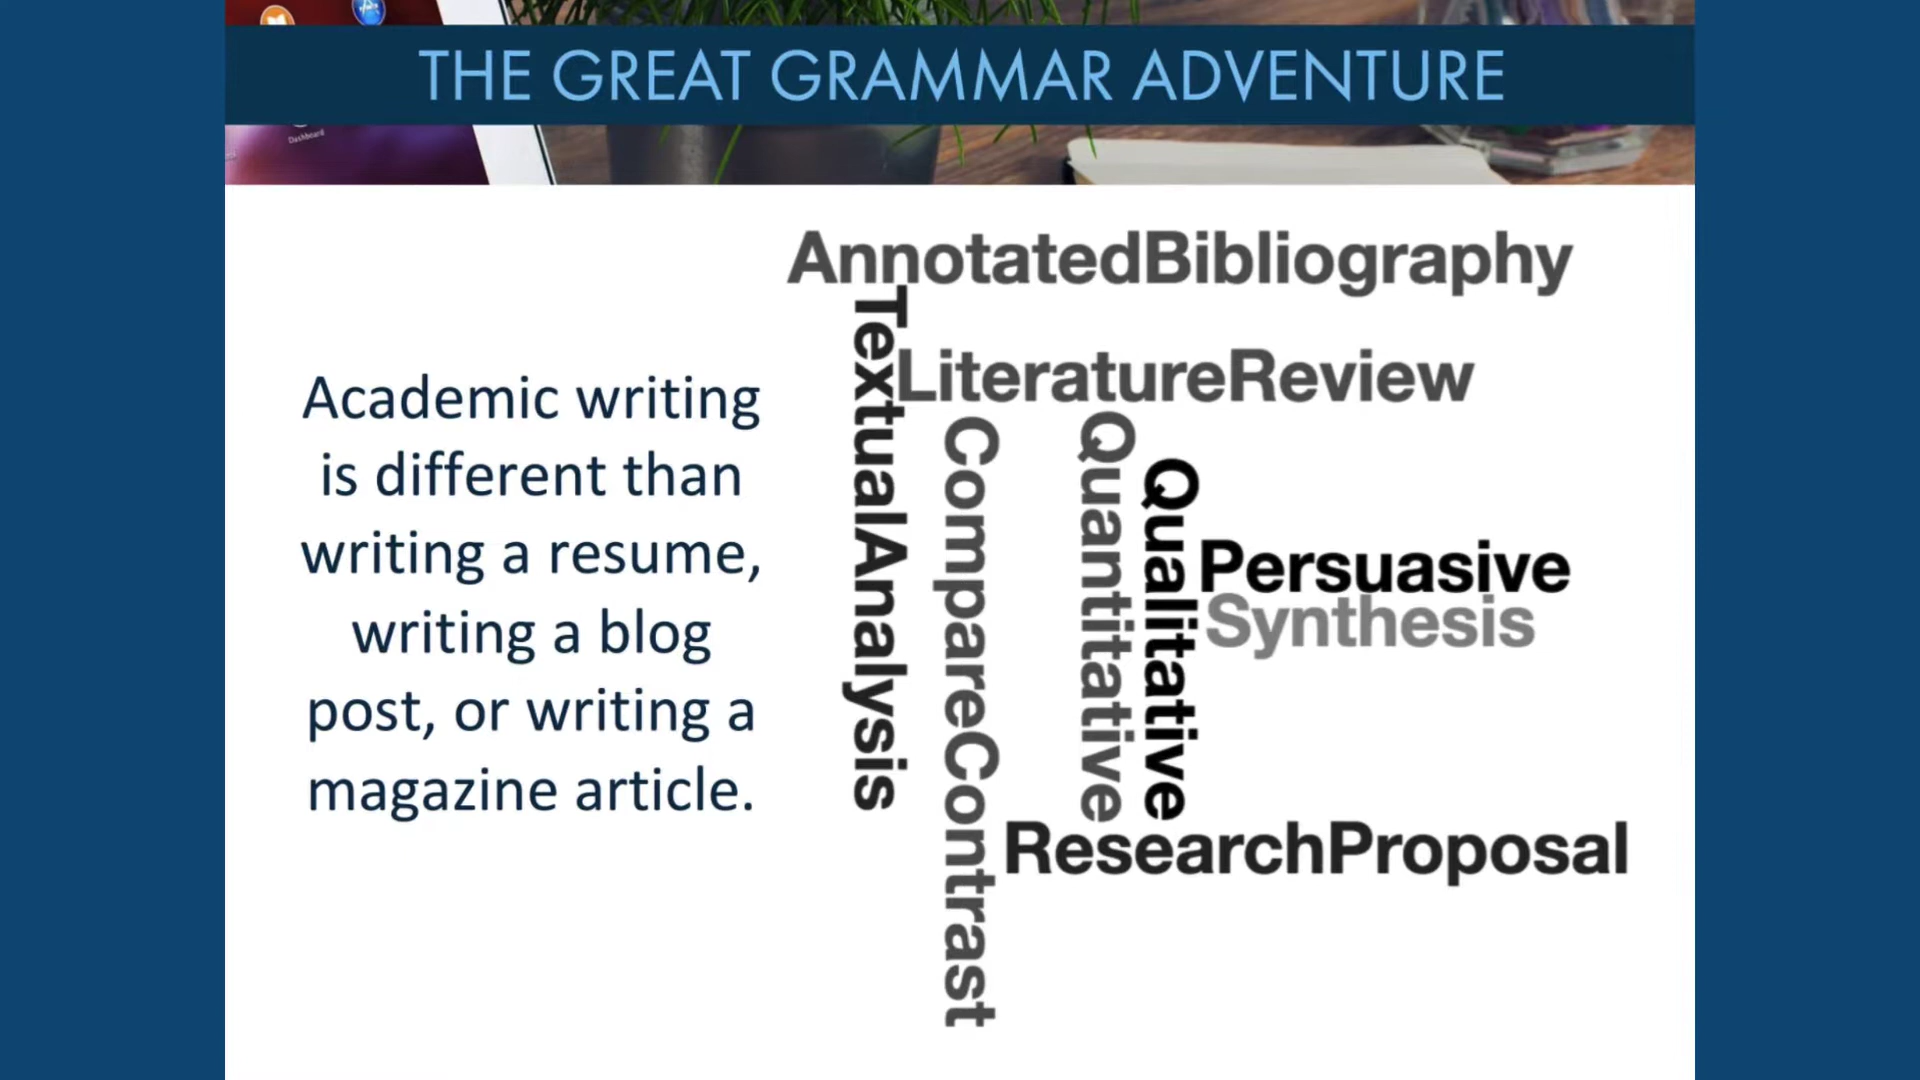 Dashboard
THE GREAT GRAMMAR ADVENTURE
Academic writing
is different than
writing a resume,
writing a blog
post, or writing a
magazine article.
AnnotatedBibliography
TextualAnalysis
LiteratureReview
CompareContrast
Quantitative
Qualitative
Persuasive
Synthesis
ResearchProposal